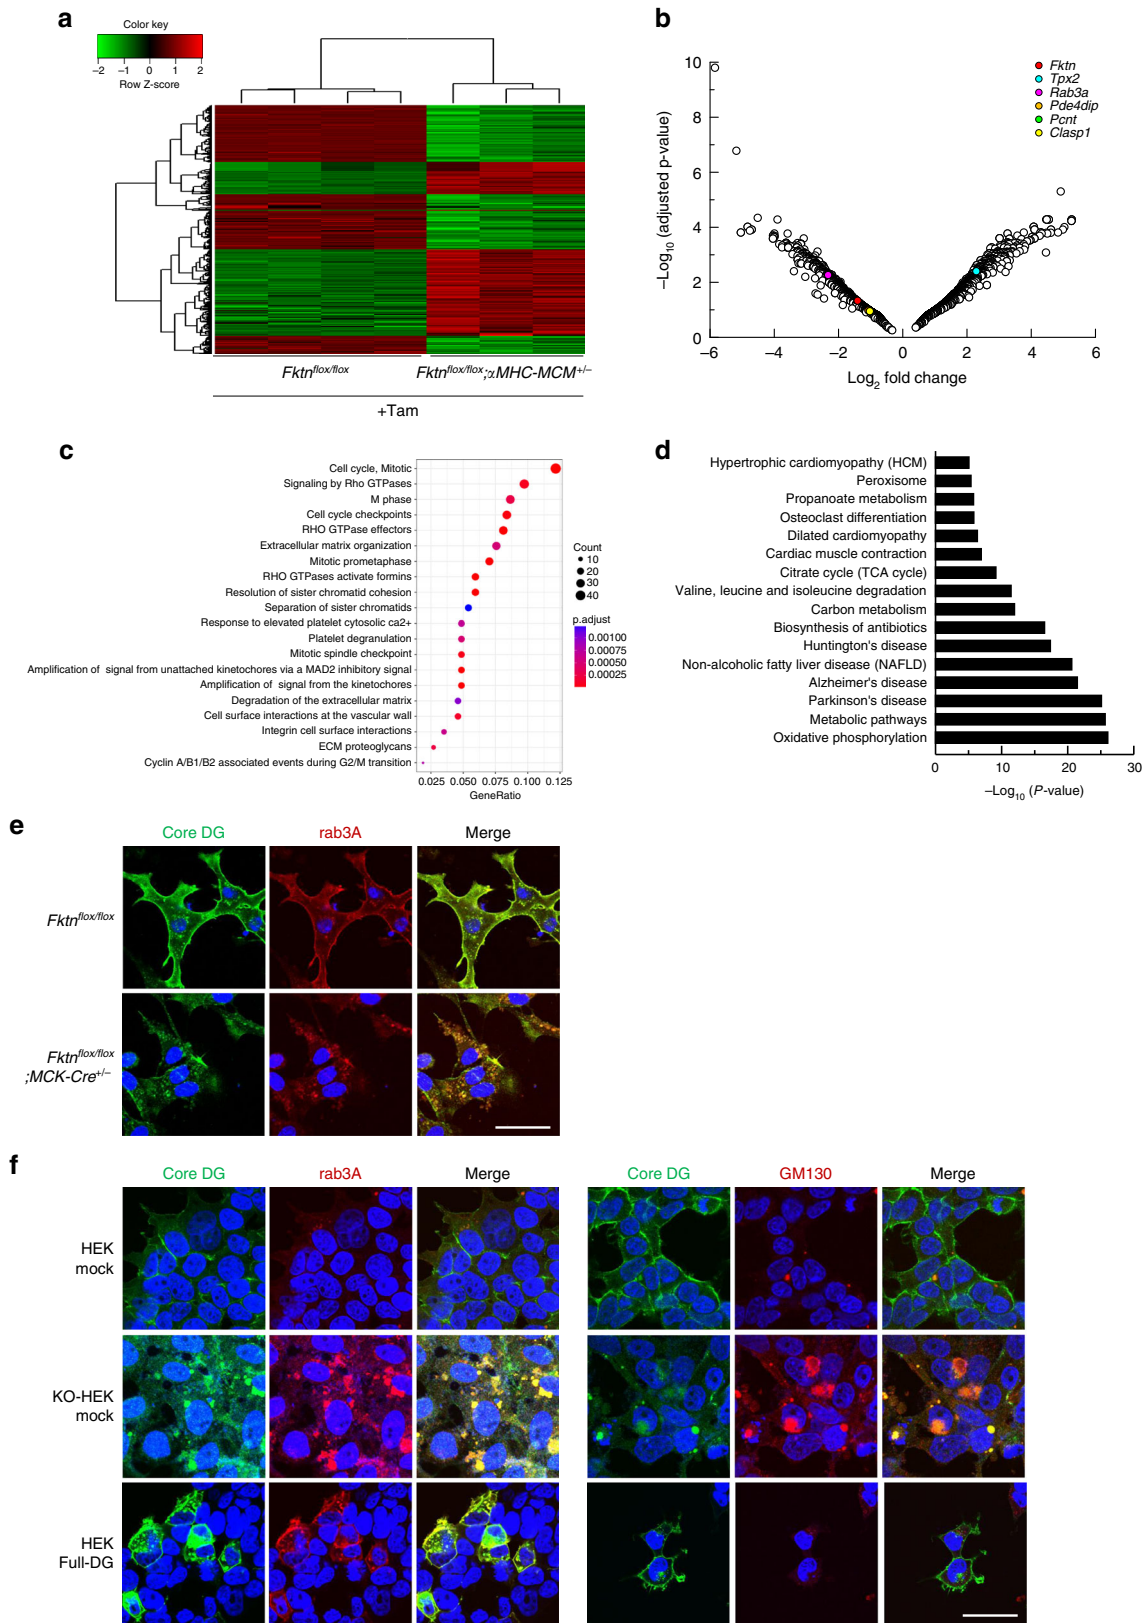 a
Color key
–2 –1 0 1 2
Row Z-score
Fktn^flox/flox
Fktn^flox/flox;αMHC-MCM^+/–
+Tam
b
10
8
6
4
2
0
–Log10 (adjusted p-value)
–6 –4 –2 0 2 4 6
Log2 fold change
Fktn
Tpx2
Rab3a
Pde4dip
Pcnt
Clasp1
c
Cell cycle, Mitotic
Signaling by Rho GTPases
M phase
Cell cycle checkpoints
RHO GTPase effectors
Extracellular matrix organization
Mitotic prometaphase
RHO GTPases activate formins
Resolution of sister chromatid cohesion
Separation of sister chromatids
Response to elevated platelet cytosolic ca2+
Platelet degranulation
Mitotic spindle checkpoint
Amplification of signal from unattached kinetochores via a MAD2 inhibitory signal
Amplification of signal from the kinetochores
Degradation of the extracellular matrix
Cell surface interactions at the vascular wall
Integrin cell surface interactions
ECM proteoglycans
Cyclin A/B1/B2 associated events during G2/M transition
0.025 0.050 0.075 0.100 0.125
GeneRatio
Count
10
20
30
40
p.adjust
0.00100
0.00075
0.00050
0.00025
d
Hypertrophic cardiomyopathy (HCM)
Peroxisome
Propanoate metabolism
Osteoclast differentiation
Dilated cardiomyopathy
Cardiac muscle contraction
Citrate cycle (TCA cycle)
Valine, leucine and isoleucine degradation
Carbon metabolism
Biosynthesis of antibiotics
Huntington's disease
Non-alcoholic fatty liver disease (NAFLD)
Alzheimer's disease
Parkinson's disease
Metabolic pathways
Oxidative phosphorylation
0 10 20 30
–Log10 (P-value)
e
Core DG rab3A Merge
Fktn^flox/flox
Fktn^flox/flox
;MCK-Cre^+/–
f
Core DG rab3A Merge
Core DG GM130 Merge
HEK
mock
KO-HEK
mock
HEK
Full-DG